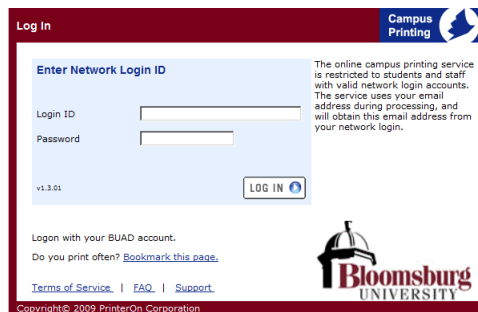 Log In
Campus
Printing
Enter Network Login ID
Login ID
Password
v1.3.01
LOG IN
The online campus printing service
is restricted to students and staff
with valid network login accounts.
The service uses your email
address during processing, and
will obtain this email address from
your network login.
Logon with your BUAD account.
Do you print often? Bookmark this page.
Terms of Service | FAQ | Support
Bloomsburg
UNIVERSITY
Copyright© 2009 PrinterOn Corporation